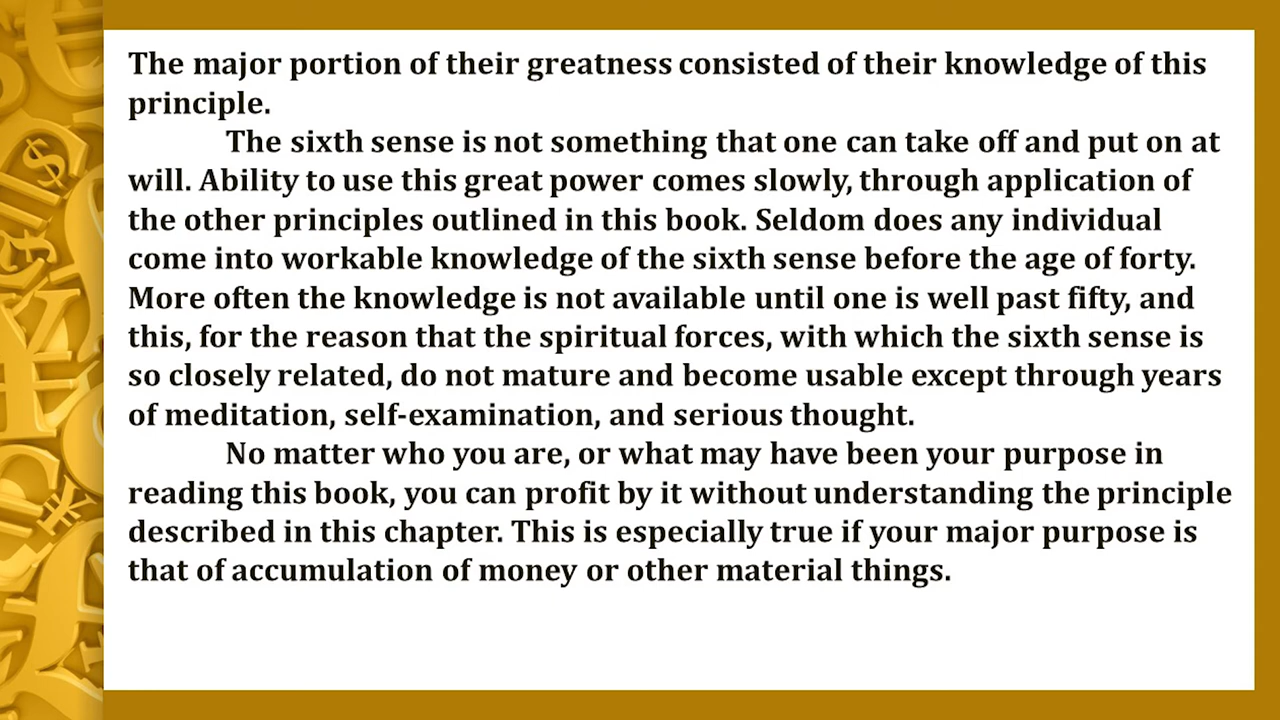 The major portion of their greatness consisted of their knowledge of this
principle.
The sixth sense is not something that one can take off and put on at
will. Ability to use this great power comes slowly, through application of
the other principles outlined in this book. Seldom does any individual
come into workable knowledge of the sixth sense before the age of forty.
More often the knowledge is not available until one is well past fifty, and
this, for the reason that the spiritual forces, with which the sixth sense is
so closely related, do not mature and become usable except through years
of meditation, self-examination, and serious thought.
No matter who you are, or what may have been your purpose in
reading this book, you can profit by it without understanding the principle
described in this chapter. This is especially true if your major purpose is
that of accumulation of money or other material things.